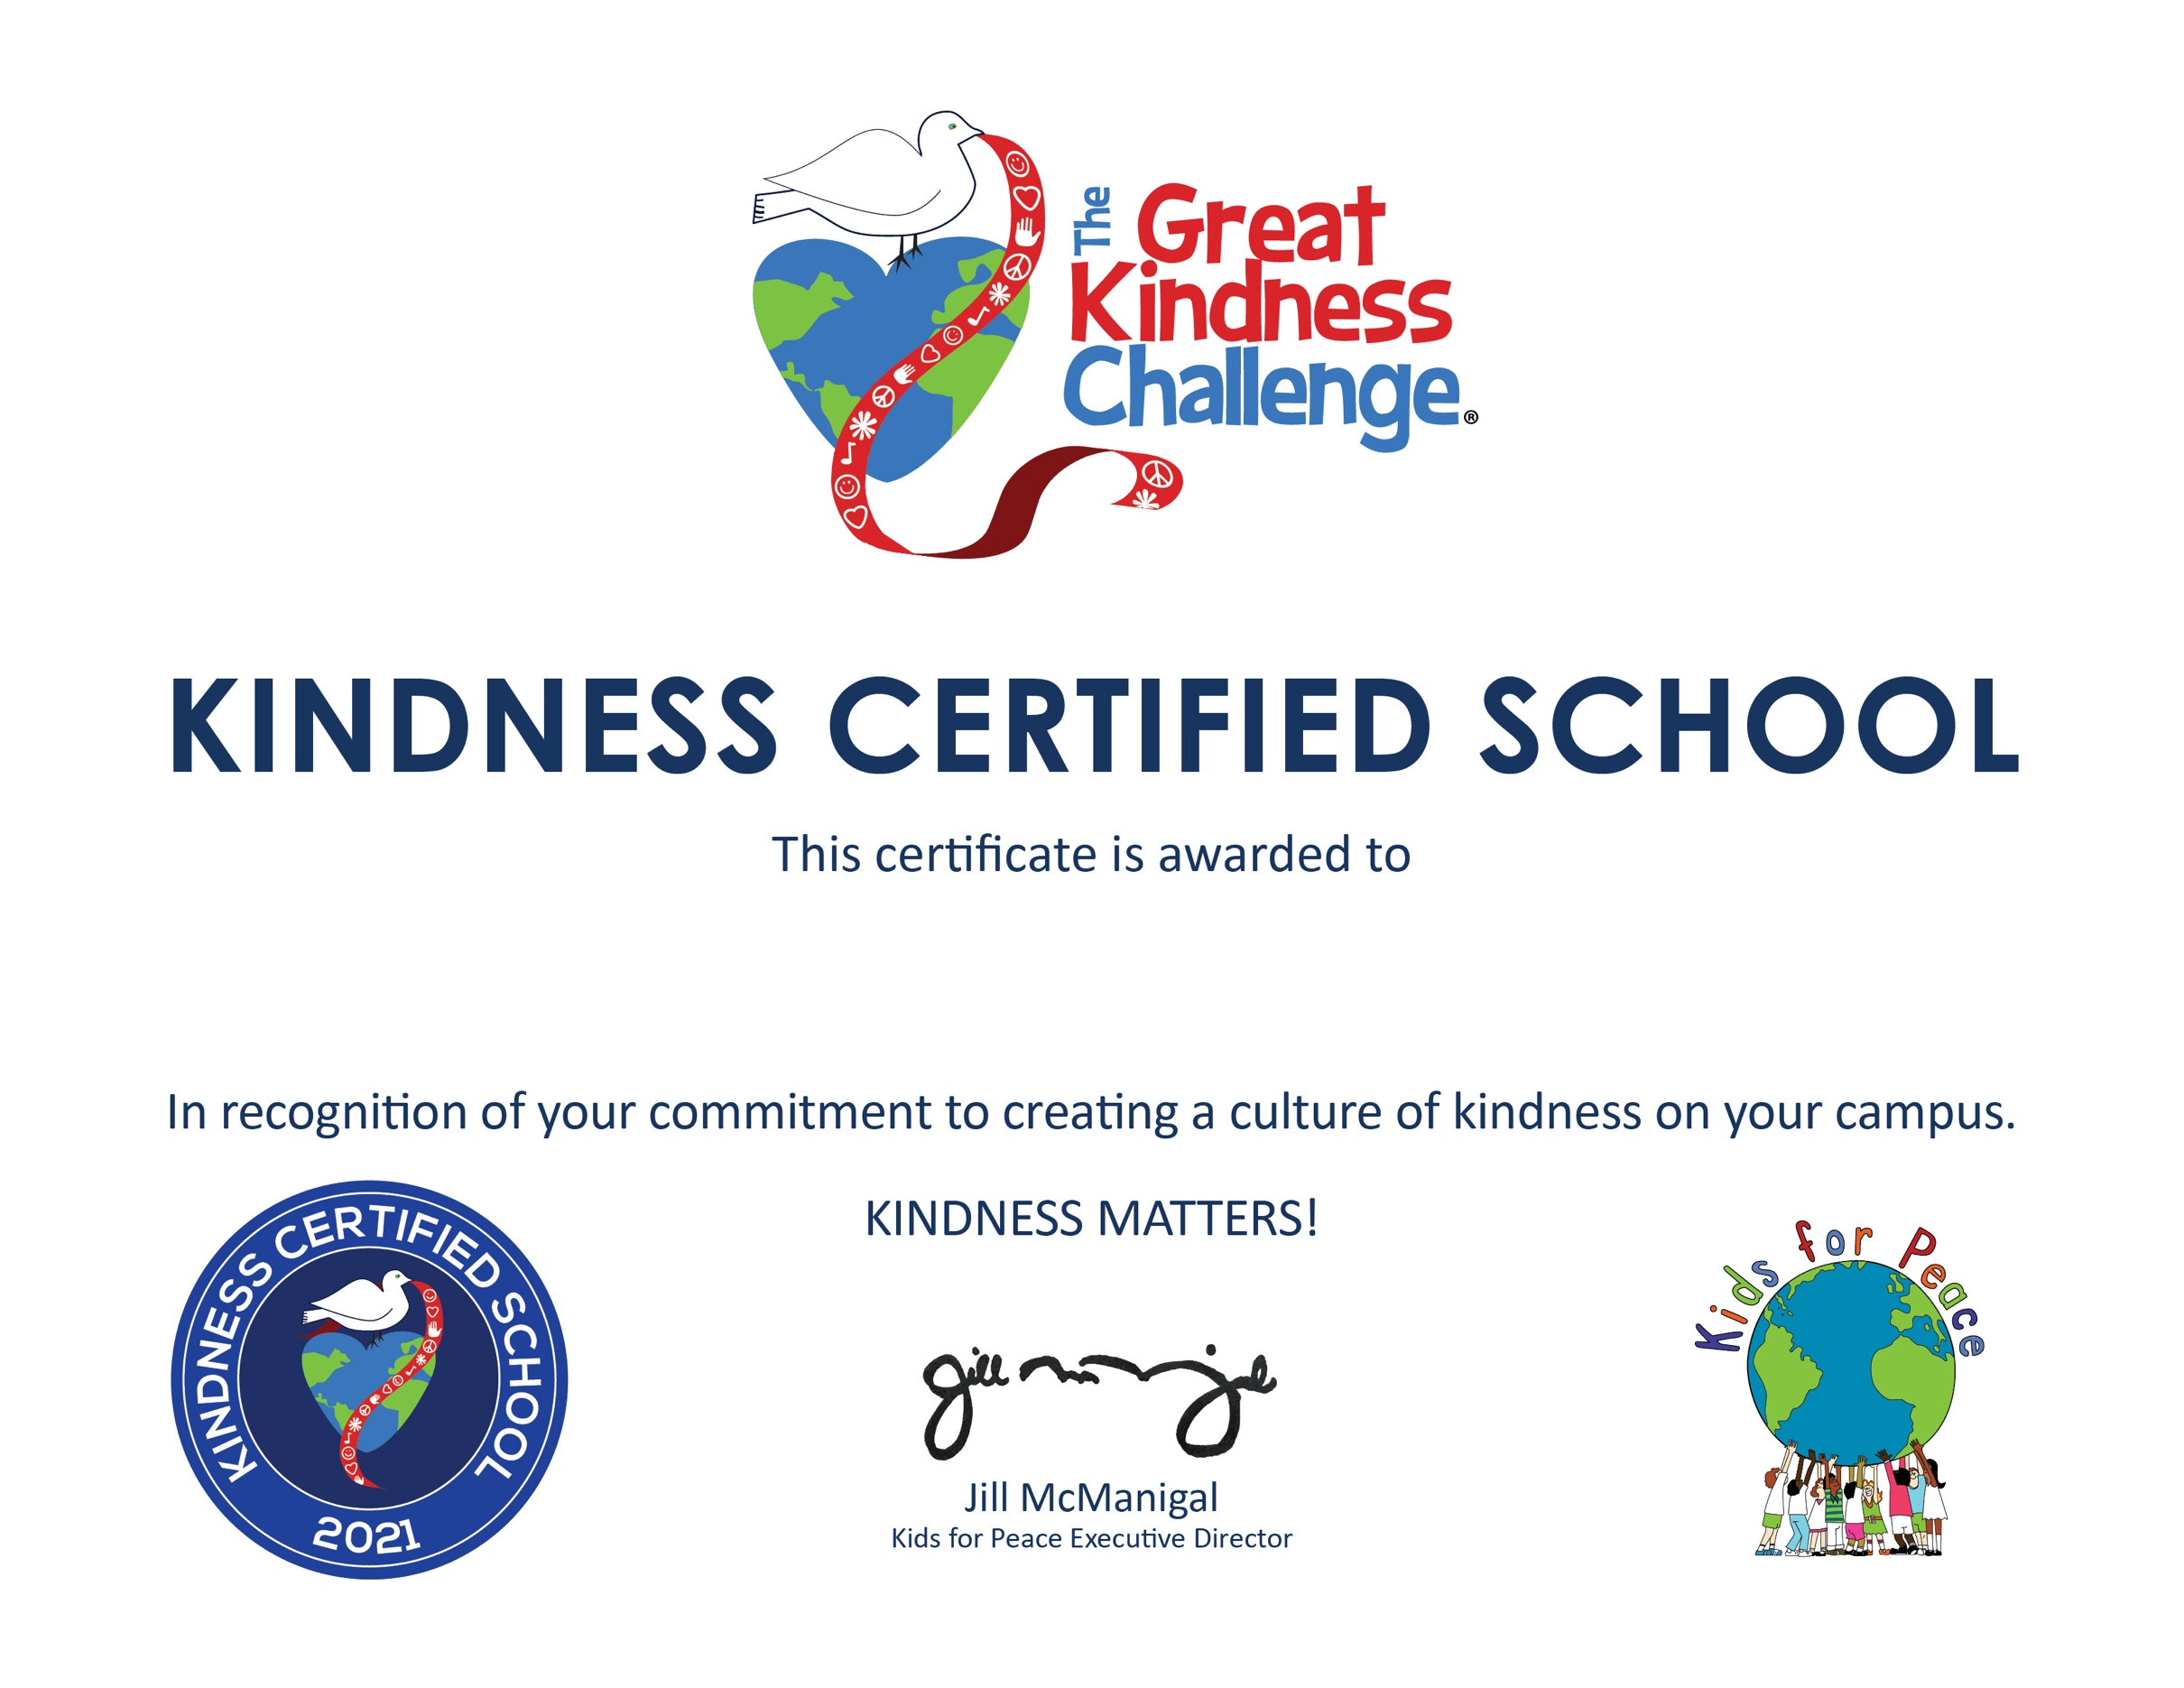 The Great
Kindness
Challenge®
KINDNESS CERTIFIED SCHOOL
This certificate is awarded to
In recognition of your commitment to creating a culture of kindness on your campus.
KINDNESS MATTERS!
KINDNESS CERTIFIED SCHOOL
2021
Kids for Peace
Jill McManigal
Jill McManigal
Kids for Peace Executive Director